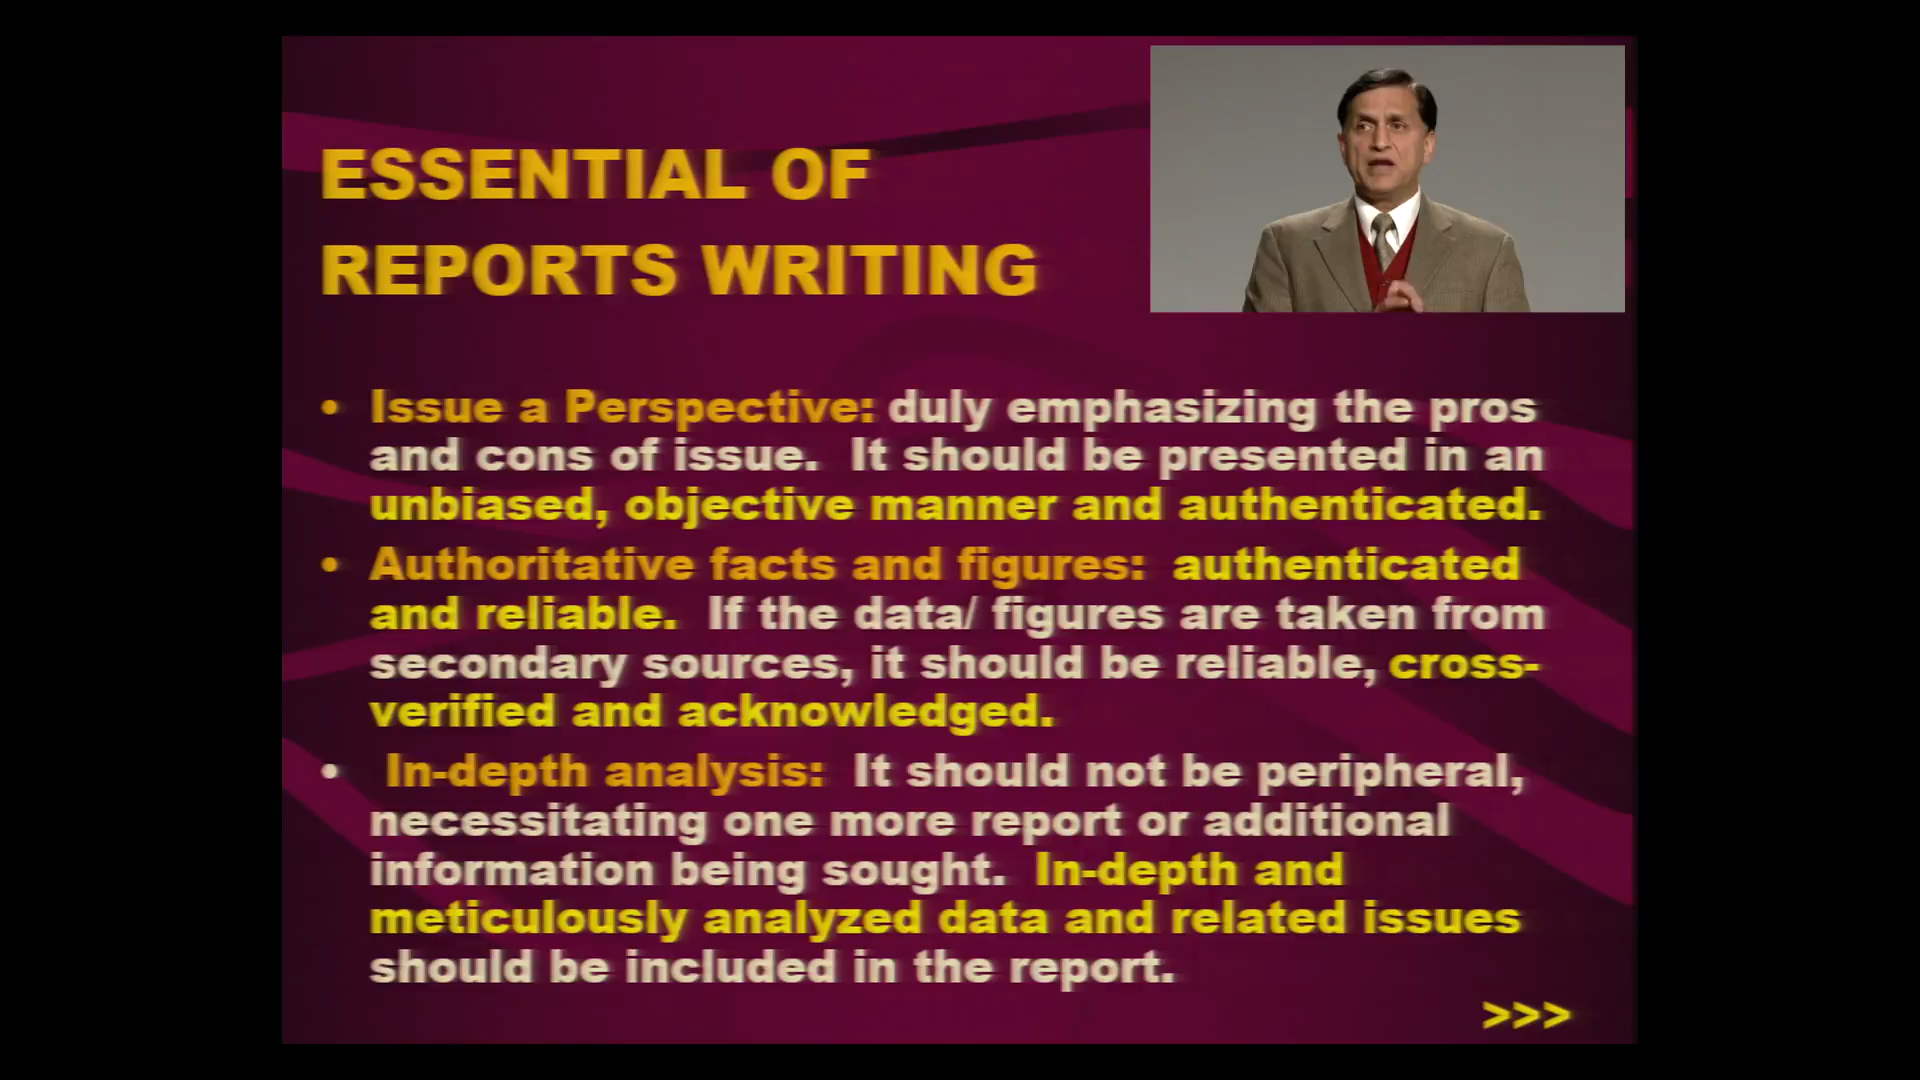 ESSENTIAL OF
REPORTS WRITING
• Issue a Perspective: duly emphasizing the pros
and cons of issue. It should be presented in an
unbiased, objective manner and authenticated.
• Authoritative facts and figures: authenticated
and reliable. If the data/ figures are taken from
secondary sources, it should be reliable, cross-
verified and acknowledged.
• In-depth analysis: It should not be peripheral,
necessitating one more report or additional
information being sought. In-depth and
meticulously analyzed data and related issues
should be included in the report.
>>>